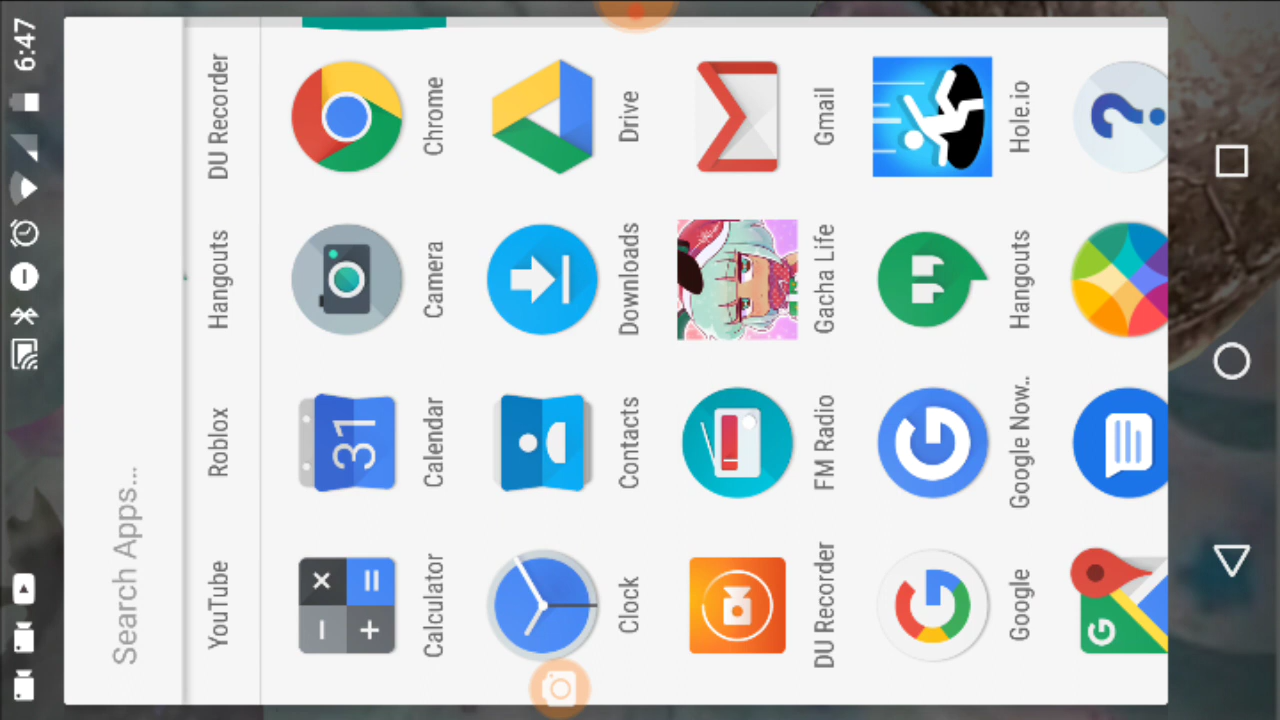 6:47
Search Apps...
YouTube Roblox Hangouts DU Recorder
31
Calculator Calendar Camera Chrome
Clock Contacts Downloads Drive
DU Recorder FM Radio Gacha Life Gmail
Google Google Now.. Hangouts Hole.io